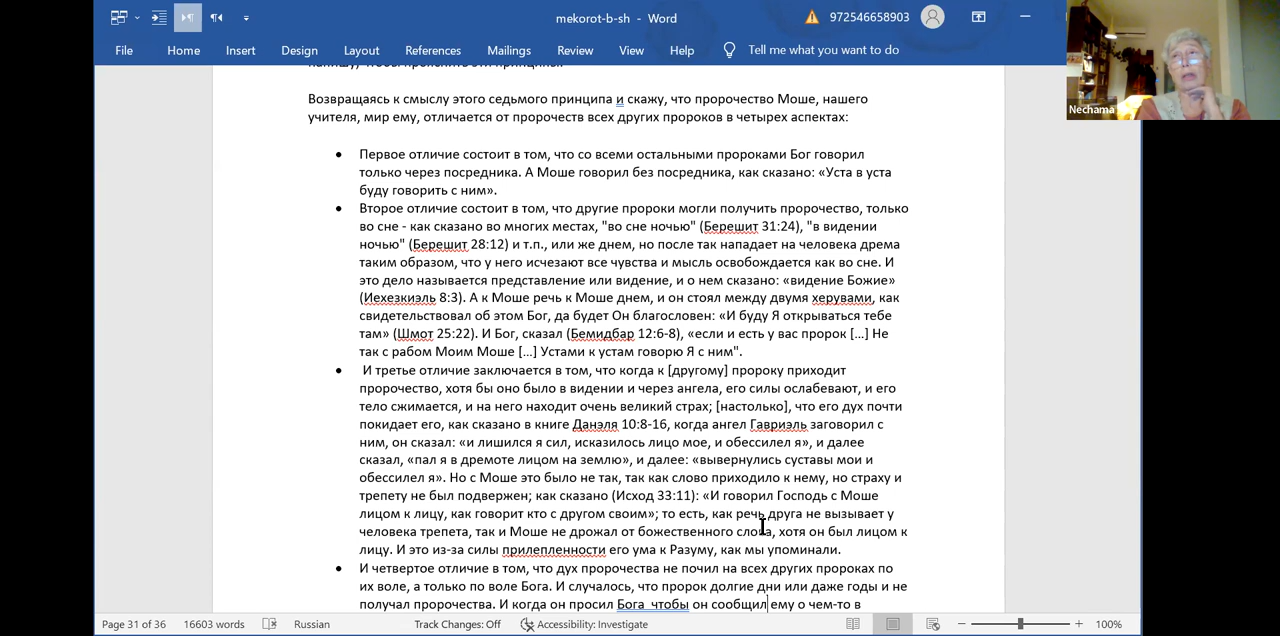 mekorot-b-sh - Word
972546658903
File Home Insert Design Layout References Mailings Review View Help Tell me what you want to do
Nechama
Возвращаясь к смыслу этого седьмого принципа и скажу, что пророчество Моше, нашего
учителя, мир ему, отличается от пророчеств всех других пророков в четырех аспектах:
• Первое отличие состоит в том, что со всеми остальными пророками Бог говорил
только через посредника. А Моше говорил без посредника, как сказано: «Уста в уста
буду говорить с ним».
• Второе отличие состоит в том, что другие пророки могли получить пророчество, только
во сне - как сказано во многих местах, "во сне ночью" (Берешит 31:24), "в видении
ночью" (Берешит 28:12) и т.п., или же днем, но после так нападает на человека дрема
таким образом, что у него исчезают все чувства и мысль освобождается как во сне. И
это дело называется представление или видение, и о нем сказано: «видение Божие»
(Иехезкиэль 8:3). А к Моше речь к Моше днем, и он стоял между двумя херувами, как
свидетельствовал об этом Бог, да будет Он благословен: «И буду Я открываться тебе
там» (Шмот 25:22). И Бог, сказал (Бемидбар 12:6-8), «если и есть у вас пророк […] Не
так с рабом Моим Моше […] Устами к устам говорю Я с ним".
• И третье отличие заключается в том, что когда к [другому] пророку приходит
пророчество, хотя бы оно было в видении и через ангела, его силы ослабевают, и его
тело сжимается, и на него находит очень великий страх; [настолько], что его дух почти
покидает его, как сказано в книге Данэля 10:8-16, когда ангел Гавриэль заговорил с
ним, он сказал: «и лишился я сил, исказилось лицо мое, и обессилел я», и далее
сказал, «пал я в дремоте лицом на землю», и далее: «вывернулись суставы мои и
обессилел я». Но с Моше это было не так, так как слово приходило к нему, но страху и
трепету не был подвержен; как сказано (Исход 33:11): «И говорил Господь с Моше
лицом к лицу, как говорит кто с другом своим»; то есть, как речь друга не вызывает у
человека трепета, так и Моше не дрожал от божественного слова, хотя он был лицом к
лицу. И это из-за силы прилепленности его ума к Разуму, как мы упоминали.
• И четвертое отличие в том, что дух пророчества не почил на всех других пророках по
их воле, а только по воле Бога. И случалось, что пророк долгие дни или даже годы и не
получал пророчества. И когда он просил Бога чтобы он сообщил ему о чем-то в
Page 31 of 36 16603 words Russian Track Changes: Off Accessibility: Investigate 100%